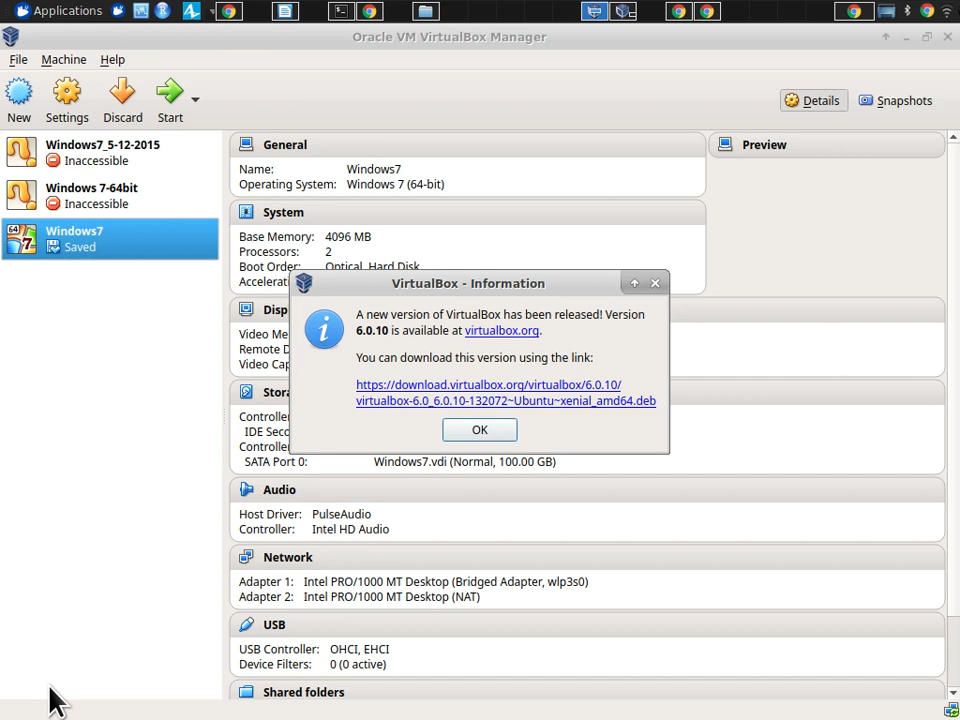 Applications
Oracle VM VirtualBox Manager
File Machine Help
New Settings Discard Start
Details Snapshots
Windows7_5-12-2015
Inaccessible
Windows 7-64bit
Inaccessible
64
7
Windows7
Saved
General
Name: Windows7
Operating System: Windows 7 (64-bit)
Preview
System
Base Memory: 4096 MB
Processors: 2
Boot Order: Optical, Hard Disk
VirtualBox - Information
A new version of VirtualBox has been released! Version
6.0.10 is available at virtualbox.org.
You can download this version using the link:
https://download.virtualbox.org/virtualbox/6.0.10/
virtualbox-6.0_6.0.10-132072~Ubuntu~xenial_amd64.deb
OK
Video
Remote
Video
IDE
SATA Port 0: Windows7.vdi (Normal, 100.00 GB)
Audio
Host Driver: PulseAudio
Controller: Intel HD Audio
Network
Adapter 1: Intel PRO/1000 MT Desktop (Bridged Adapter, wlp3s0)
Adapter 2: Intel PRO/1000 MT Desktop (NAT)
USB
USB Controller: OHCI, EHCI
Device Filters: 0 (0 active)
Shared folders